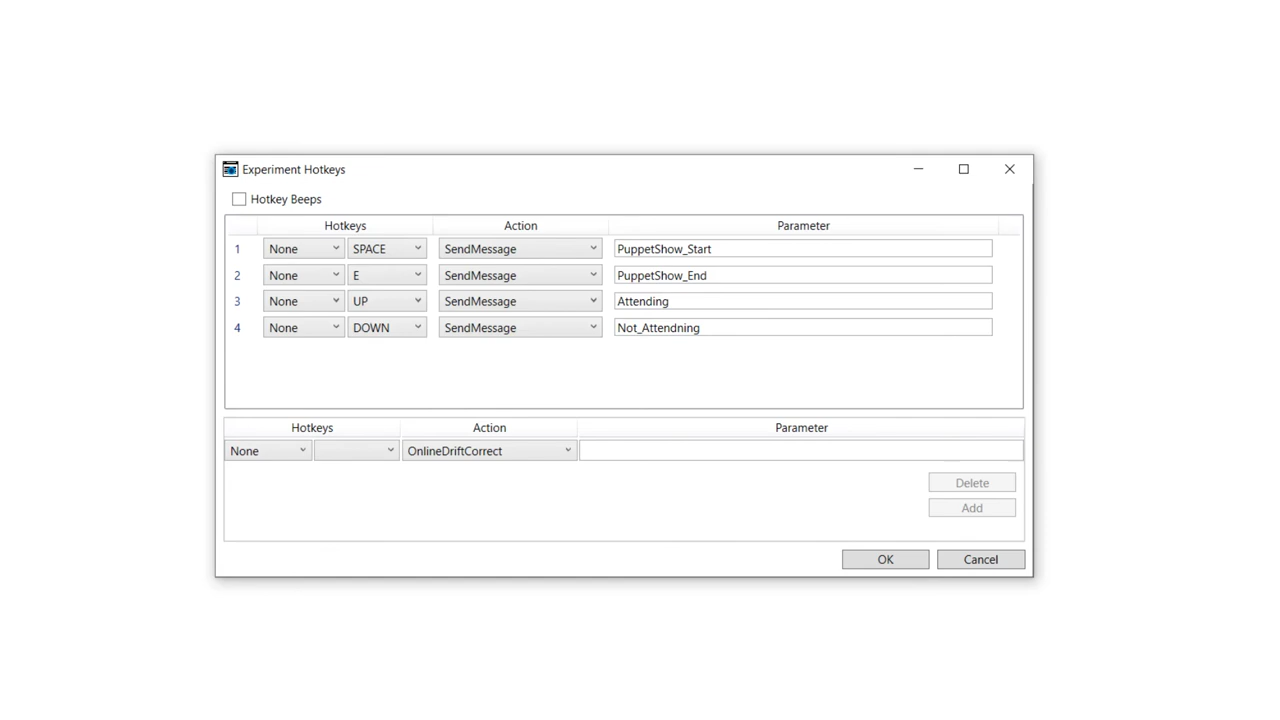 Experiment Hotkeys
Hotkey Beeps
Hotkeys Action Parameter
1 None SPACE SendMessage PuppetShow_Start
2 None E SendMessage PuppetShow_End
3 None UP SendMessage Attending
4 None DOWN SendMessage Not_Attendning
Hotkeys Action Parameter
None OnlineDriftCorrect
Delete
Add
OK Cancel